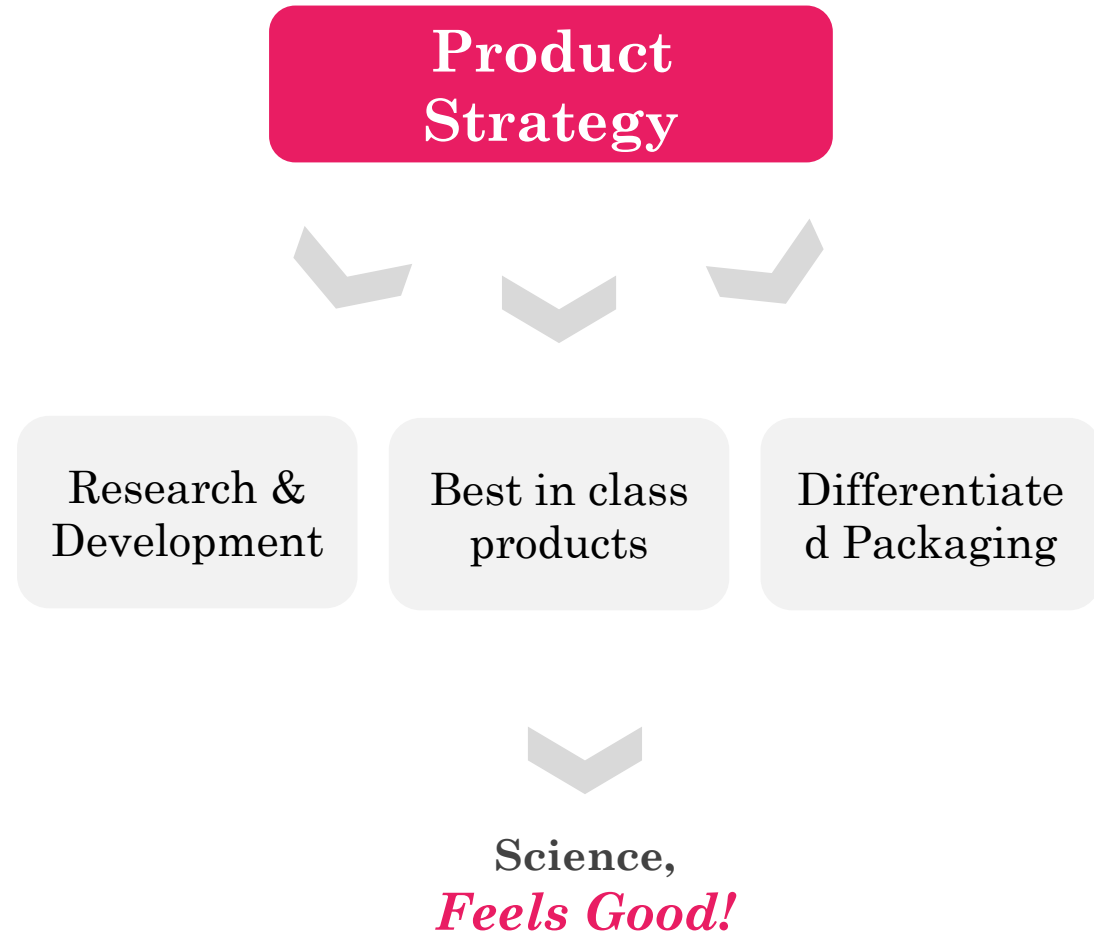 Product
Strategy
Research &
Development
Best in class
products
Differentiate
d Packaging
Science,
Feels Good!